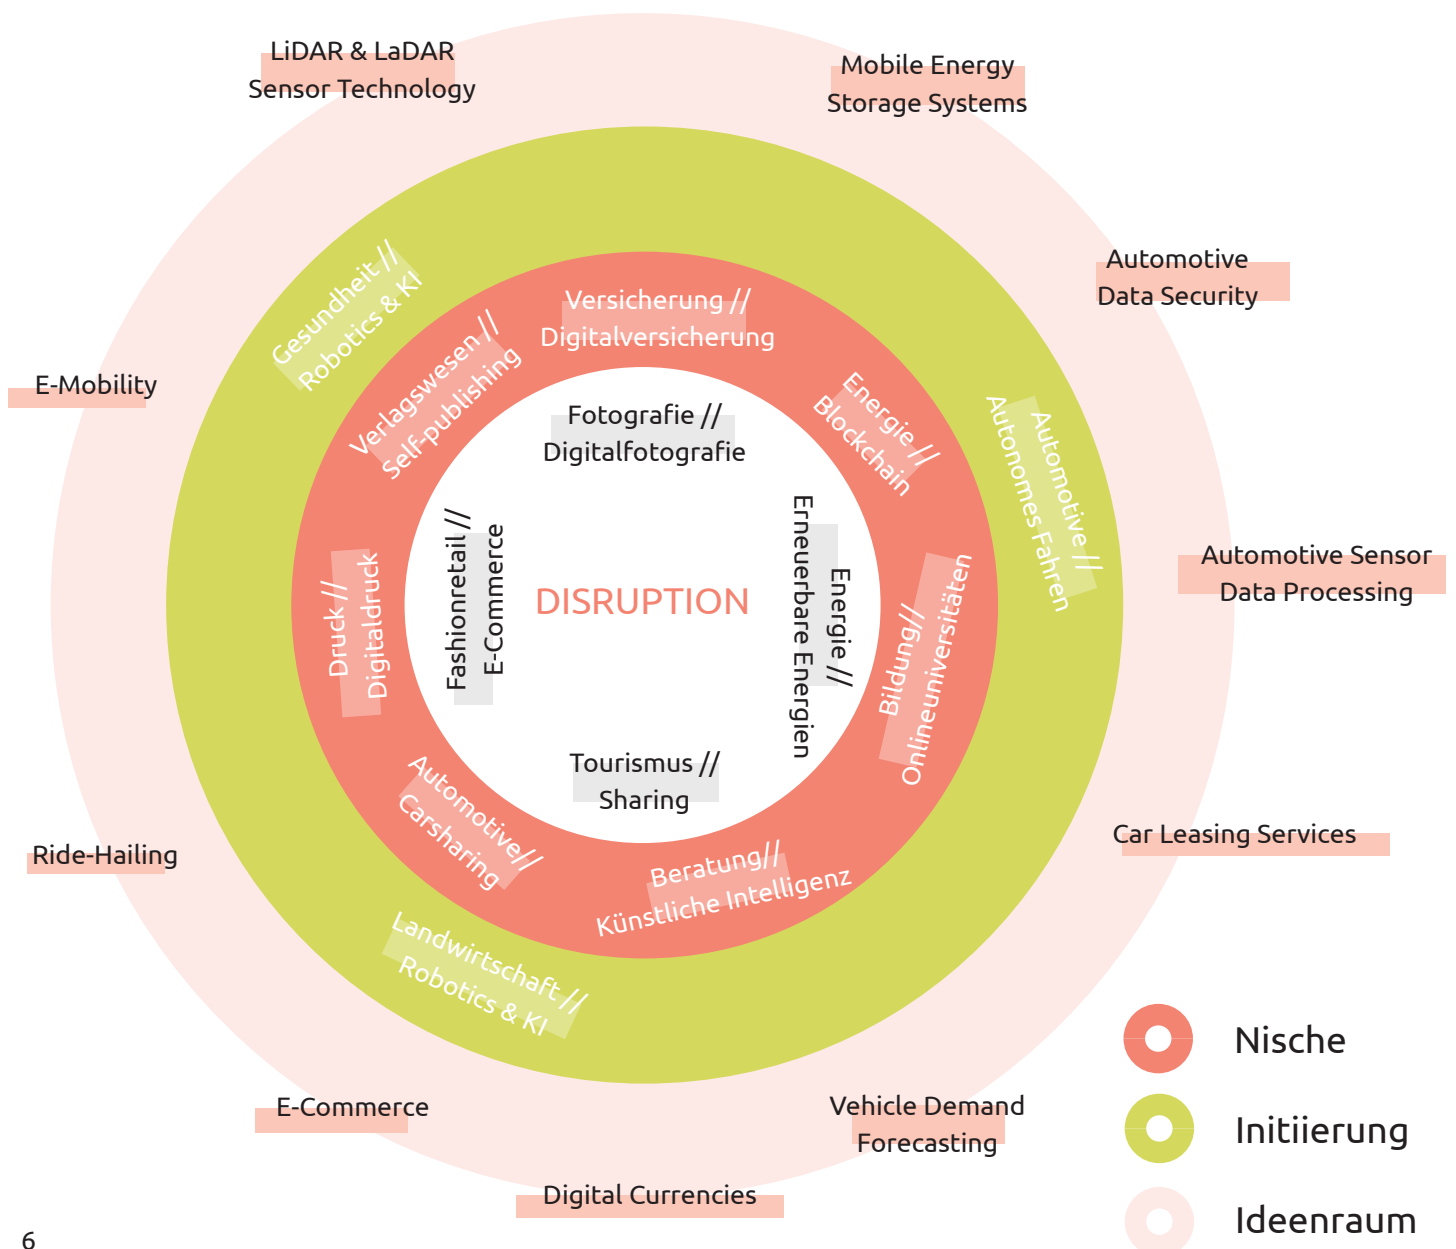 LiDAR & LaDAR
Sensor Technology
Mobile Energy
Storage Systems
Automotive
Data Security
E-Mobility
Automotive Sensor
Data Processing
Ride-Hailing
Car Leasing Services
E-Commerce
Vehicle Demand
Forecasting
Digital Currencies
Gesundheit //
Robotics & KI
Automotive //
Autonomes Fahren
Landwirtschaft //
Robotics & KI
Versicherung //
Digitalversicherung
Verlagswesen //
Self-publishing
Energie //
Blockchain
Druck //
Digitaldruck
Bildung//
Onlineuniversitäten
Automotive//
Carsharing
Beratung//
Künstliche Intelligenz
Fotografie //
Digitalfotografie
Fashionretail //
E-Commerce
DISRUPTION
Energie //
Erneuerbare Energien
Tourismus //
Sharing
Nische
Initiierung
Ideenraum
6